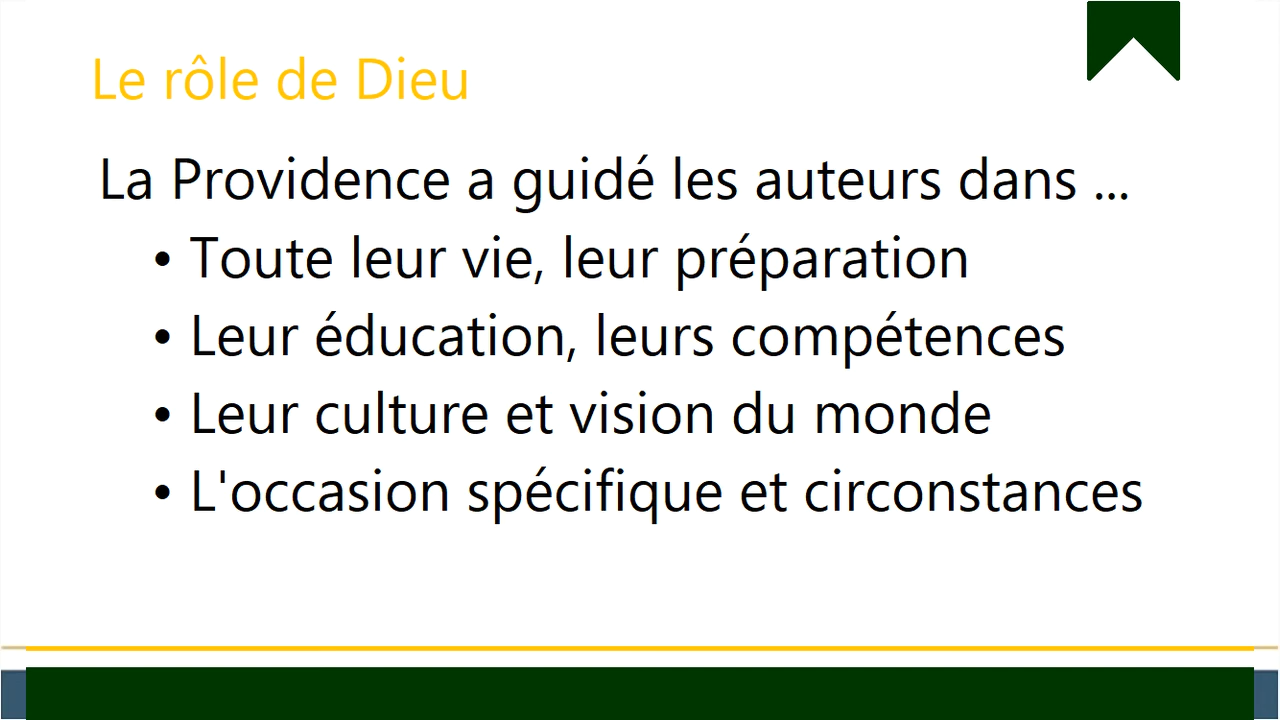 Le rôle de Dieu
La Providence a guidé les auteurs dans ...
• Toute leur vie, leur préparation
• Leur éducation, leurs compétences
• Leur culture et vision du monde
• L'occasion spécifique et circonstances